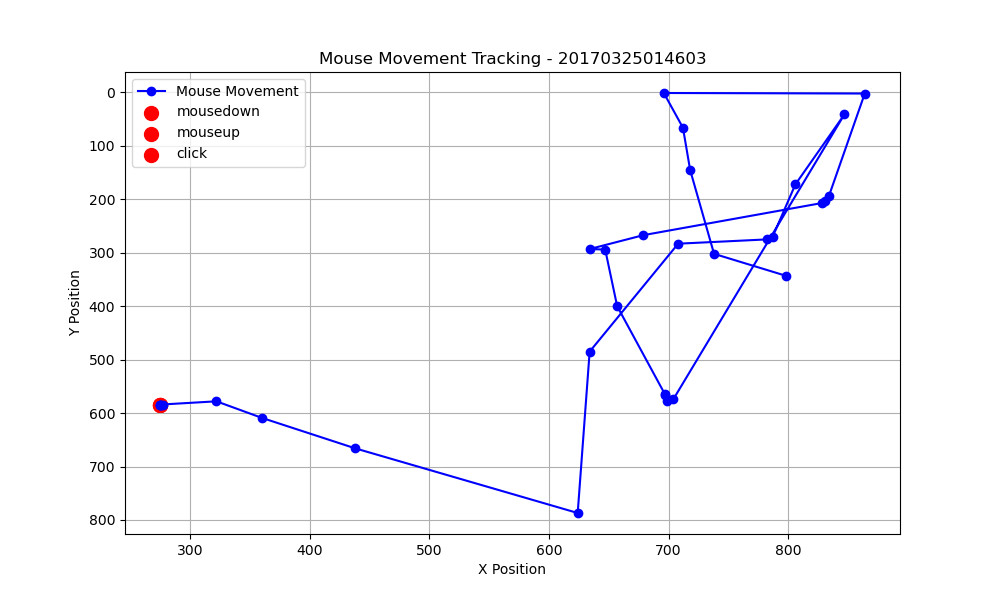 Mouse Movement Tracking - 20170325014603
Mouse Movement
mousedown
mouseup
click
0
100
200
300
400
500
600
700
800
Y Position
300
400
500
600
700
800
X Position